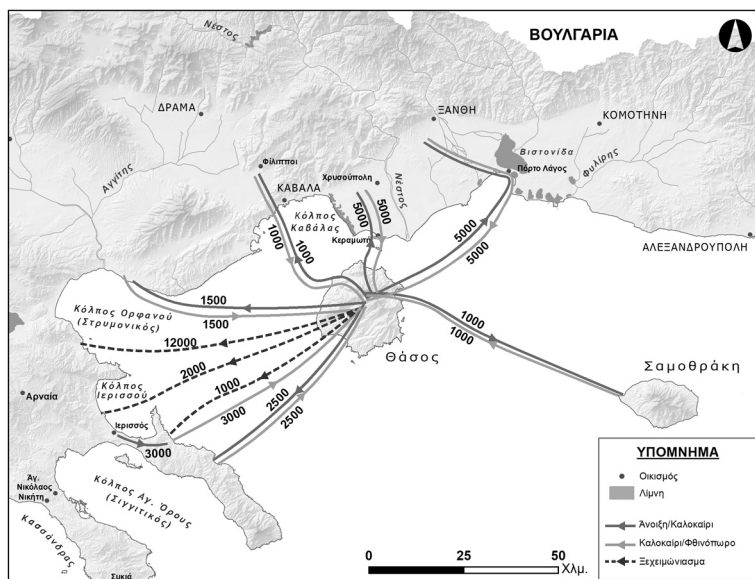 Νέστος
ΒΟΥΛΓΑΡΙΑ
ΔΡΑΜΑ
ΞΑΝΘΗ
ΚΟΜΟΤΗΝΗ
Βιστονίδα
Φίλιπποι
Πόρτο Λάγος
Φυλίρης
Αγγίτης
Χρυσούπολη
Νέστος
ΚΑΒΑΛΑ
Κόλπος
Καβάλας
5000
5000
1000
1000
Κεραμωτή
5000
5000
ΑΛΕΞΑΝΔΡΟΥΠΟΛΗ
1500
1500
Κόλπος Ορφανού
(Στρυμονικός)
12000
1000
1000
Θάσος
Σαμοθράκη
2000
1000
Κόλπος
Ιερισσού
Αρναία
3000
2500
2500
Ιερισσός
3000
Κόλπος Αγ. Όρους
(Σιγγιτικός)
Άγ.
Νικόλαος
Νικήτη
Κασσάνδρας
Συκιά
ΥΠΟΜΝΗΜΑ
Οικισμός
Λίμνη
Άνοιξη/Καλοκαίρι
Καλοκαίρι/Φθινόπωρο
Ξεχειμώνιασμα
0 25 50
Χλμ.